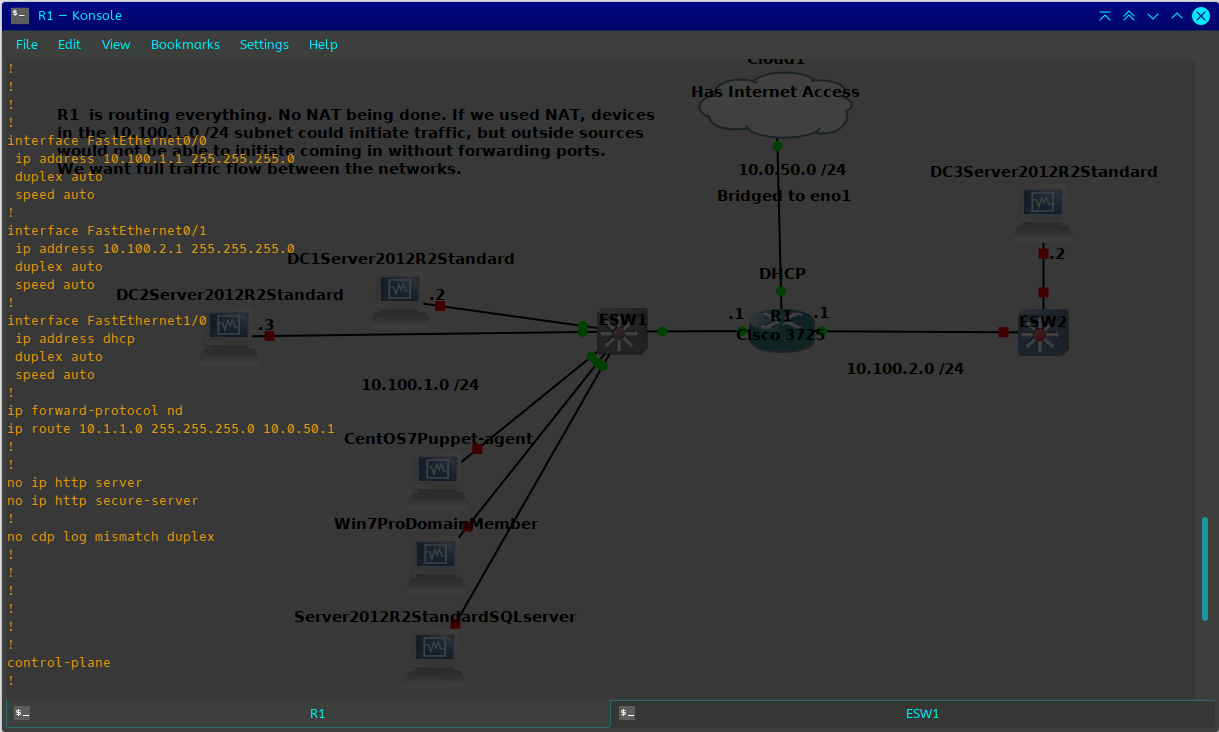 R1 — Konsole
File Edit View Bookmarks Settings Help
!
!
!
!
interface FastEthernet0/0
 ip address 10.100.1.1 255.255.255.0
 duplex auto
 speed auto
!
interface FastEthernet0/1
 ip address 10.100.2.1 255.255.255.0
 duplex auto
 speed auto
!
interface FastEthernet1/0
 ip address dhcp
 duplex auto
 speed auto
!
ip forward-protocol nd
ip route 10.1.1.0 255.255.255.0 10.0.50.1
!
!
no ip http server
no ip http secure-server
!
no cdp log mismatch duplex
!
!
!
!
!
!
control-plane
!
R1 is routing everything. No NAT being done. If we used NAT, devices
in the 10.100.1.0 /24 subnet could initiate traffic, but outside sources
would not be able to initiate coming in without forwarding ports.
We want full traffic flow between the networks.
Cloud1
Has Internet Access
10.0.50.0 /24
Bridged to eno1
DHCP
DC3Server2012R2Standard
.2
DC1Server2012R2Standard
.2
DC2Server2012R2Standard
.3
ESW1
.1
R1
Cisco 3725
.1
ESW2
10.100.1.0 /24
10.100.2.0 /24
CentOS7Puppet-agent
Win7ProDomainMember
Server2012R2StandardSQLserver
R1
ESW1